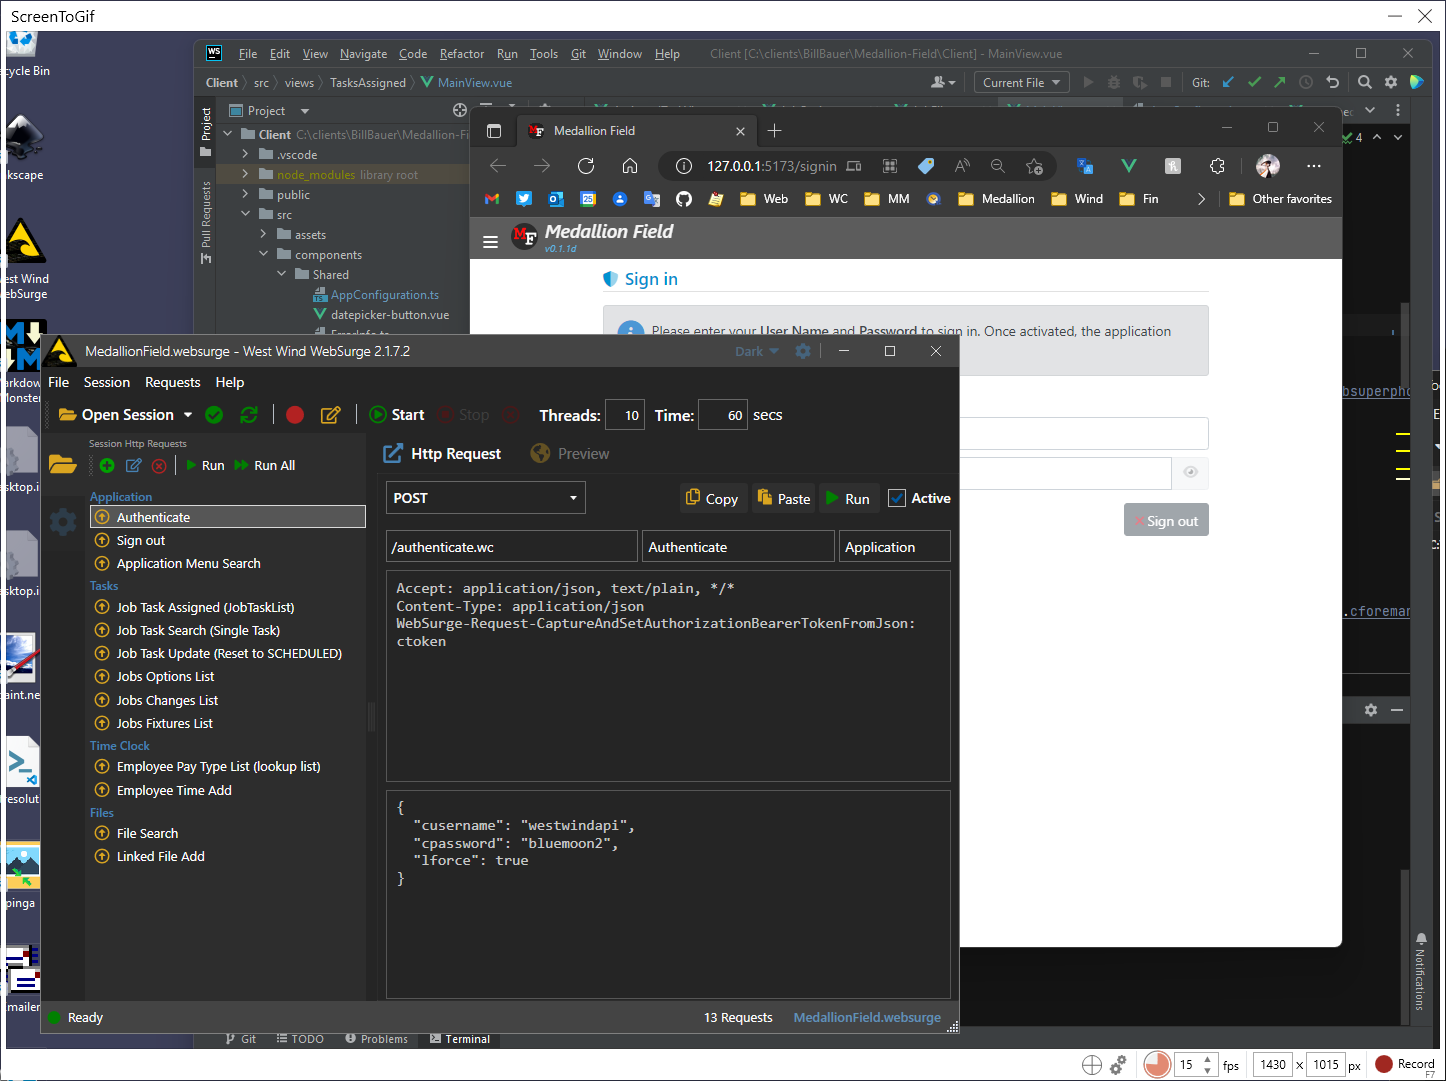 ScreenToGif
cycle Bin
kscape
est Wind
ebSurge
arkdow
Monster
sktop.i
sktop.i
aint.ne
resolut
pinga
mailer
WS File Edit View Navigate Code Refactor Run Tools Git Window Help Client [C:\clients\BillBauer\Medallion-Field\Client] - MainView.vue
Client src views TasksAssigned MainView.vue Current File Git:
Project
Pull Requests
Project
Client C:\clients\BillBauer\Medallion-Fi
.vscode
node_modules library root
public
src
assets
components
Shared
AppConfiguration.ts
datepicker-button.vue
4
bsuperpho
.cforeman
Notifications
Git TODO Problems Terminal
Medallion Field
127.0.0.1:5173/signin
Web WC MM Medallion Wind Fin Other favorites
MF Medallion Field
v0.1.1d
Sign in
Please enter your User Name and Password to sign in. Once activated, the application
Sign out
MedallionField.websurge - West Wind WebSurge 2.1.7.2 Dark
File Session Requests Help
Open Session Start Stop Threads: 10 Time: 60 secs
Session Http Requests
Run Run All
Application
Authenticate
Sign out
Application Menu Search
Tasks
Job Task Assigned (JobTaskList)
Job Task Search (Single Task)
Job Task Update (Reset to SCHEDULED)
Jobs Options List
Jobs Changes List
Jobs Fixtures List
Time Clock
Employee Pay Type List (lookup list)
Employee Time Add
Files
File Search
Linked File Add
Http Request Preview
POST Copy Paste Run Active
/authenticate.wc Authenticate Application
Accept: application/json, text/plain, */*
Content-Type: application/json
WebSurge-Request-CaptureAndSetAuthorizationBearerTokenFromJson:
ctoken
{
"cusername": "westwindapi",
"cpassword": "bluemoon2",
"lforce": true
}
Ready 13 Requests MedallionField.websurge
15 fps 1430 x 1015 px Record
F7